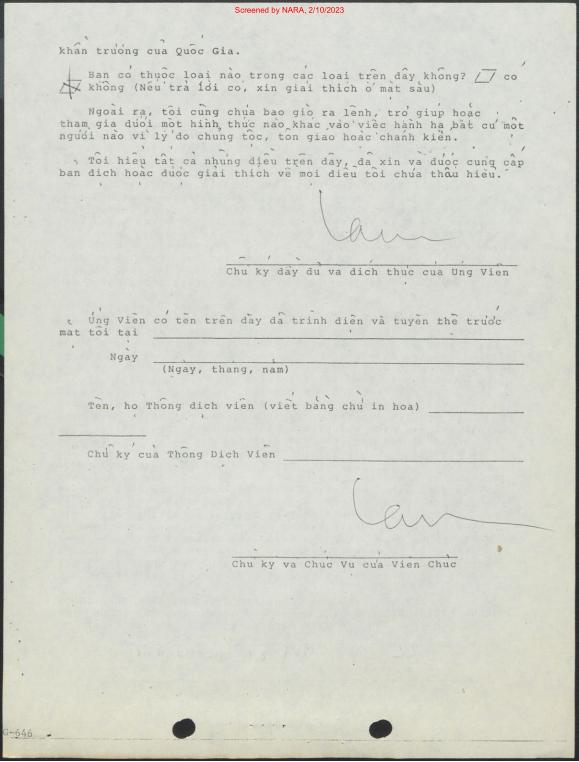 Screened by NARA, 2/10/2023
khẩn trương của Quốc Gia.
Bạn có thuộc loại nào trong các loại trên đây không? có
không (Nếu trả lời có, xin giải thích ở mặt sau)
Ngoài ra, tôi cũng chưa bao giờ ra lệnh, trợ giúp hoặc
tham gia dưới một hình thức nào khác vào việc hành hạ bất cứ một
người nào vì lý do chủng tộc, tôn giáo hoặc chánh kiến.
Tôi hiểu tất cả những điều trên đây, đã xin và được cung cấp
bản dịch hoặc được giải thích về mọi điều tôi chưa thấu hiểu.
Chữ ký đầy đủ và đích thực của Ứng Viên
Ứng Viên có tên trên đây đã trình diện và tuyên thệ trước
mặt tôi tại
Ngày
(Ngày, tháng, năm)
Tên, họ Thông dịch viên (viết bằng chữ in hoa)
Chữ ký của Thông Dịch Viên
Chữ ký và Chức Vụ của Viên Chức
G-646